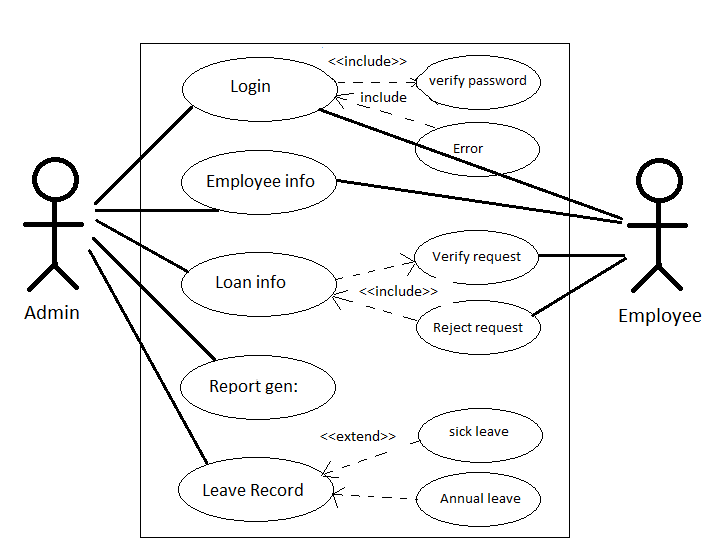 <<include>>
Login
verify password
include
Error
Employee info
Verify request
Loan info
<<include>>
Admin
Employee
Reject request
Report gen:
<<extend>>
sick leave
Leave Record
Annual leave